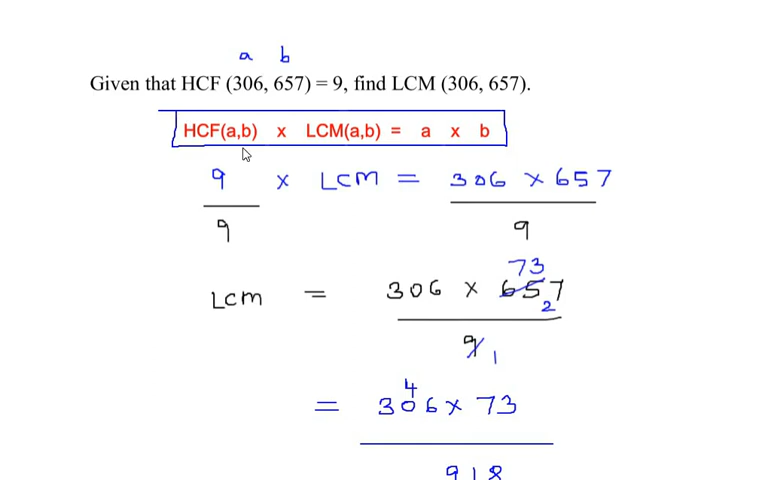 a b
Given that HCF (306, 657) = 9, find LCM (306, 657).
HCF(a,b) x LCM(a,b) = a x b
9 x LCM = 306 x 657
9 9
73
LCM = 306 x 657
2
9 1
4
= 306 x 73
918